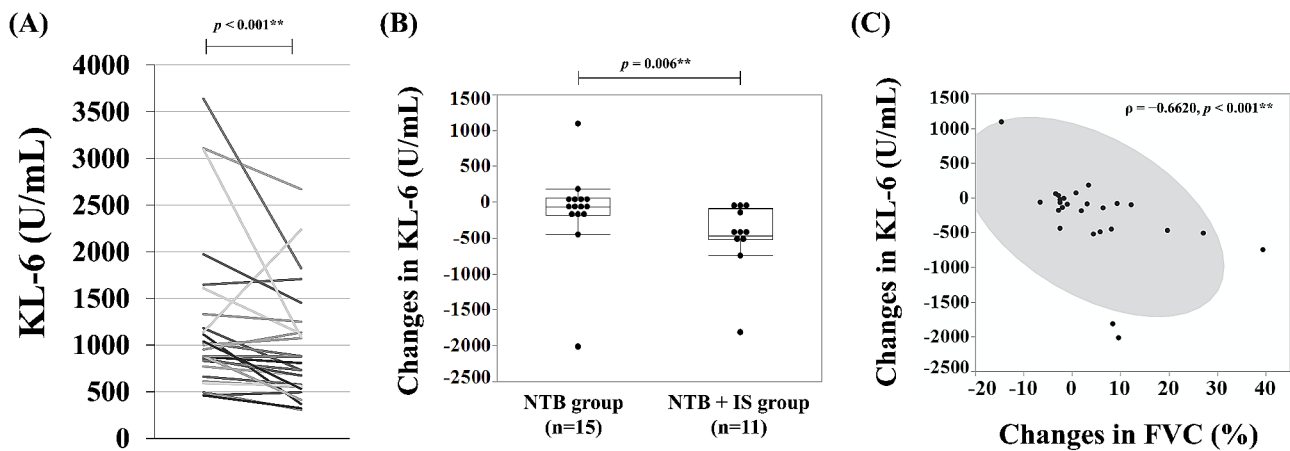 (A)
p < 0.001**
KL-6 (U/mL)
4000
3500
3000
2500
2000
1500
1000
500
0
(B)
p = 0.006**
Changes in KL-6 (U/mL)
1500
1000
500
0
-500
-1000
-1500
-2000
-2500
NTB group
(n=15)
NTB + IS group
(n=11)
(C)
ρ = −0.6620, p < 0.001**
Changes in KL-6 (U/mL)
1500
1000
500
0
-500
-1000
-1500
-2000
-2500
-20
-10
0
10
20
30
40
Changes in FVC (%)